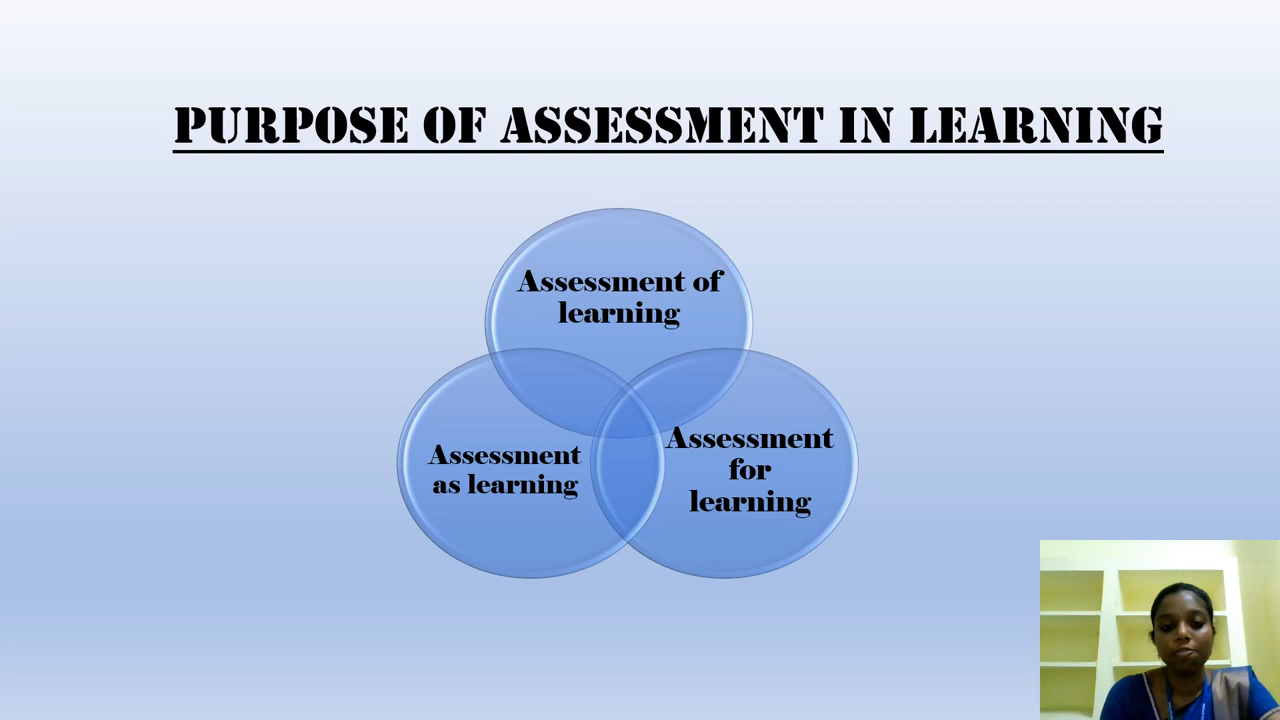 PURPOSE OF ASSESSMENT IN LEARNING
Assessment of
learning
Assessment
as learning
Assessment
for
learning